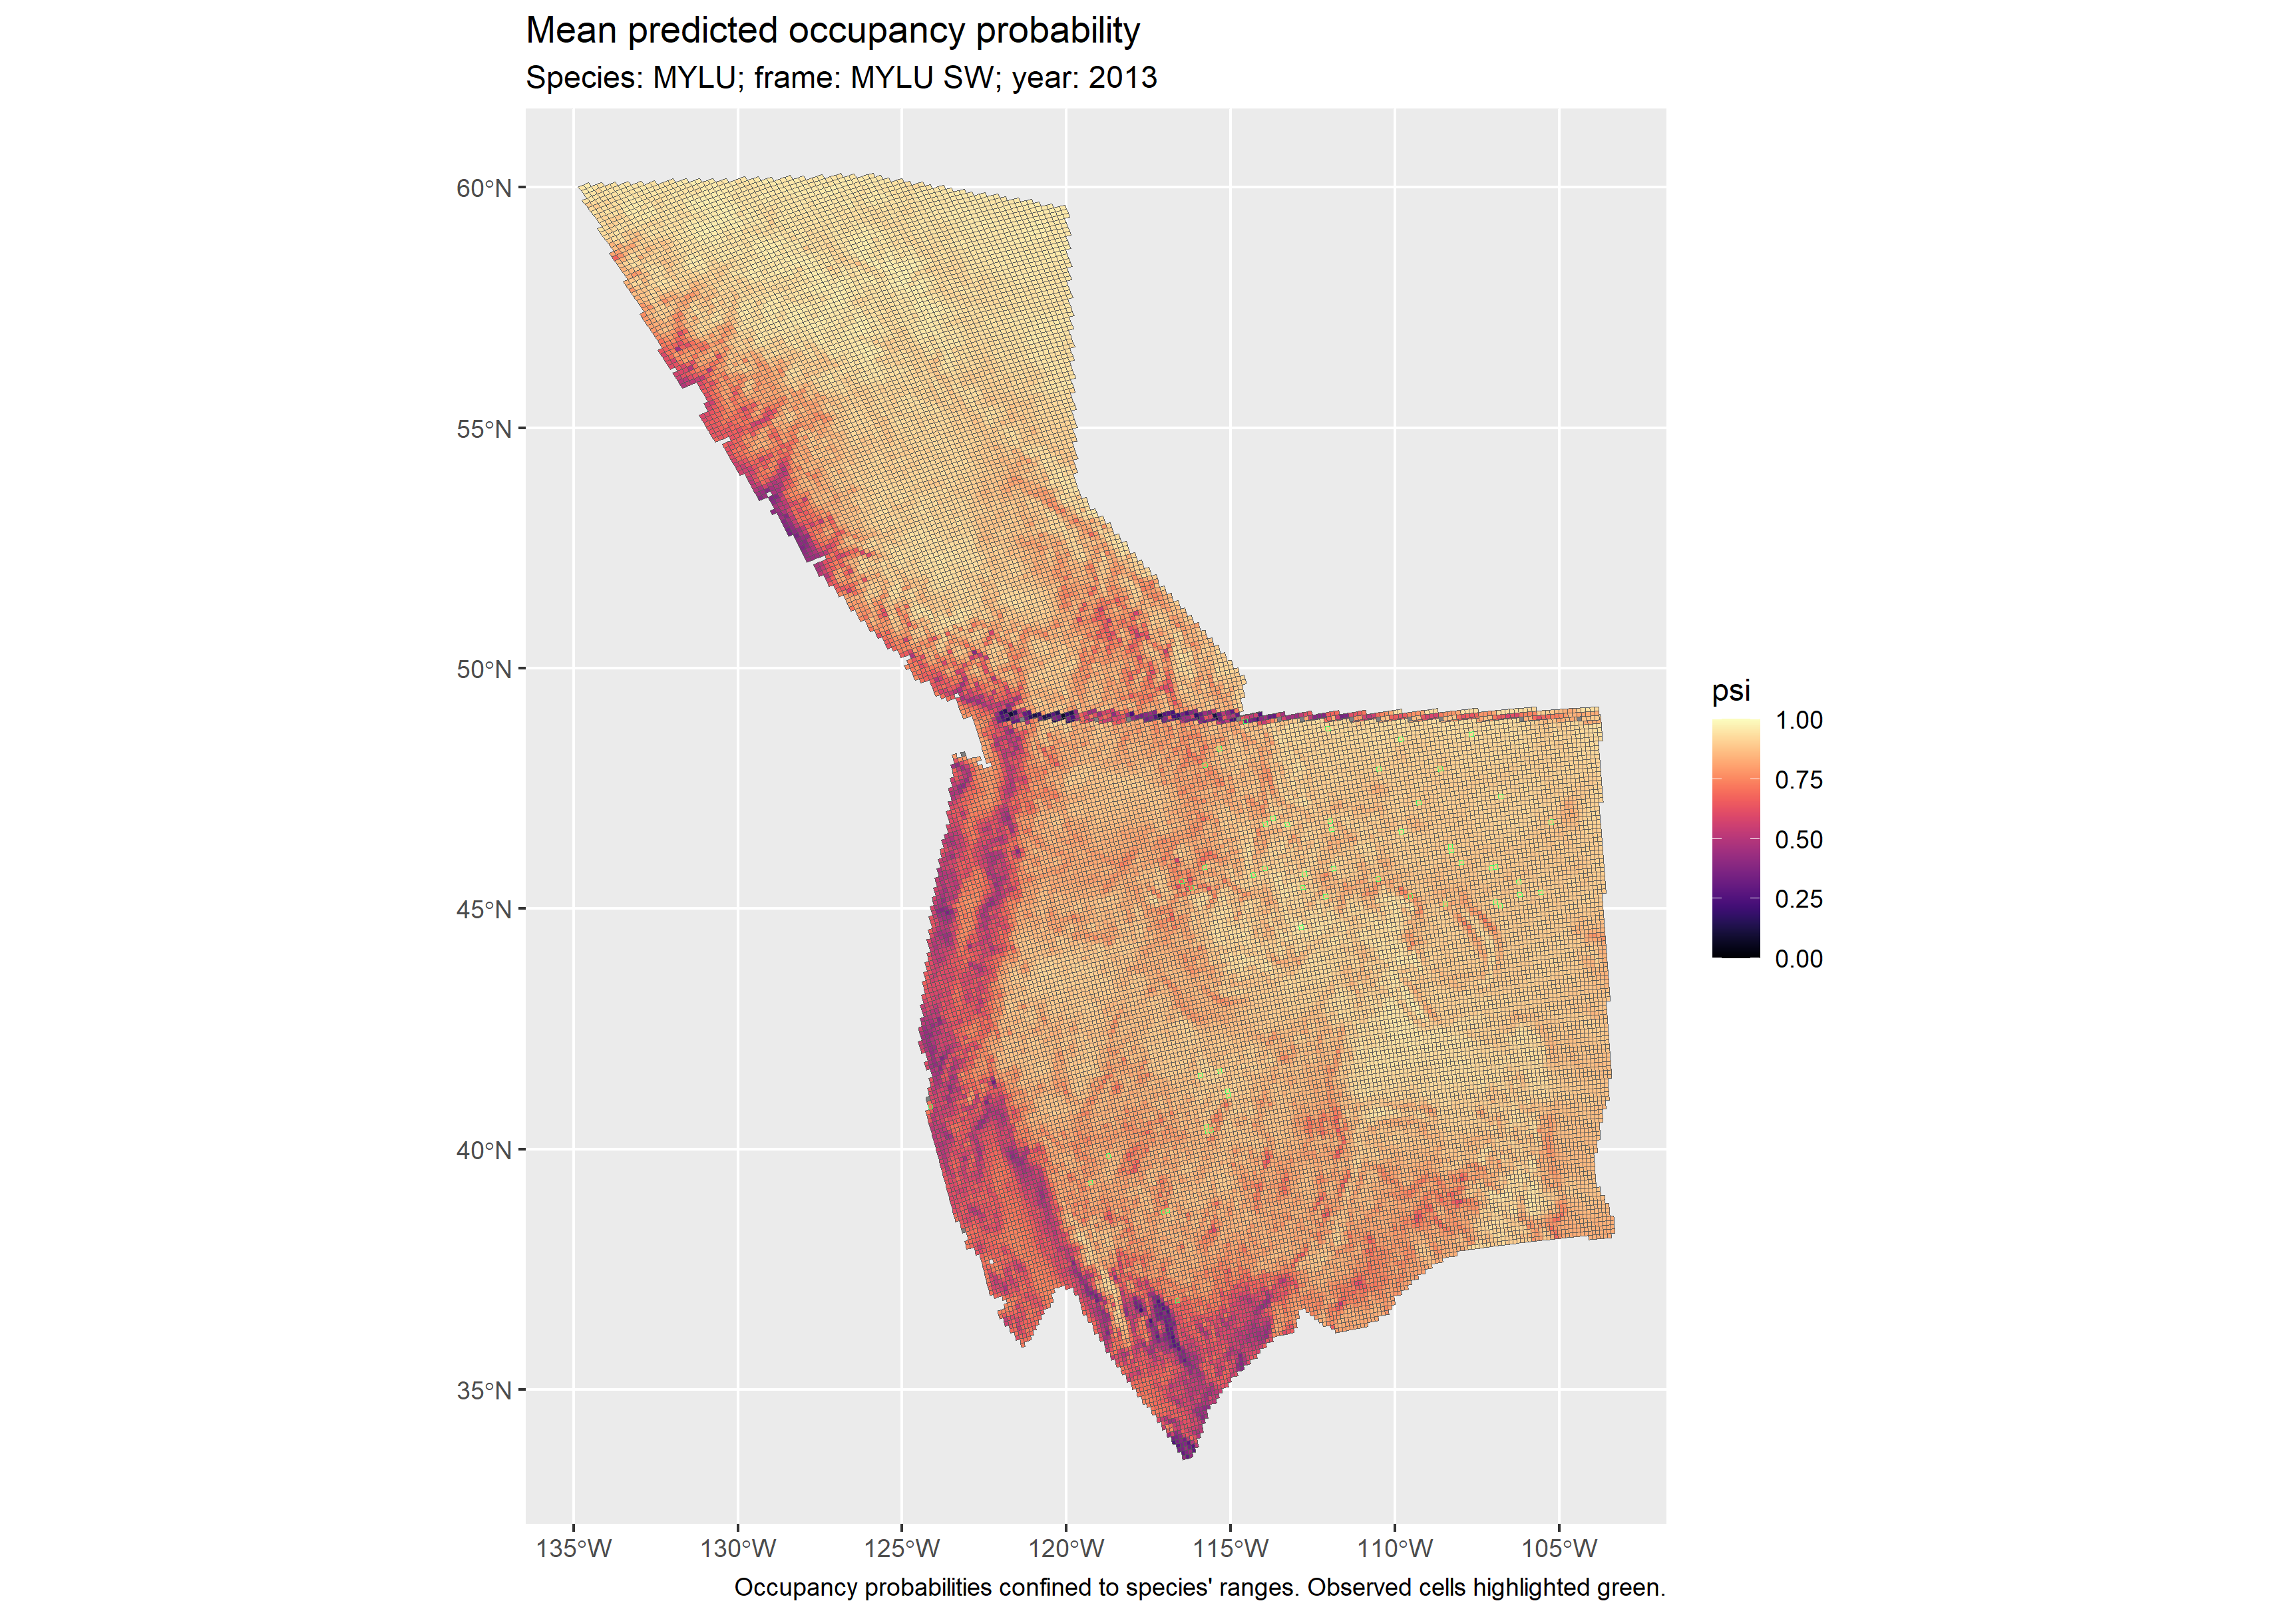 Mean predicted occupancy probability
Species: MYLU; frame: MYLU SW; year: 2013
60°N
55°N
50°N
45°N
40°N
35°N
135°W
130°W
125°W
120°W
115°W
110°W
105°W
psi
1.00
0.75
0.50
0.25
0.00
Occupancy probabilities confined to species' ranges. Observed cells highlighted green.